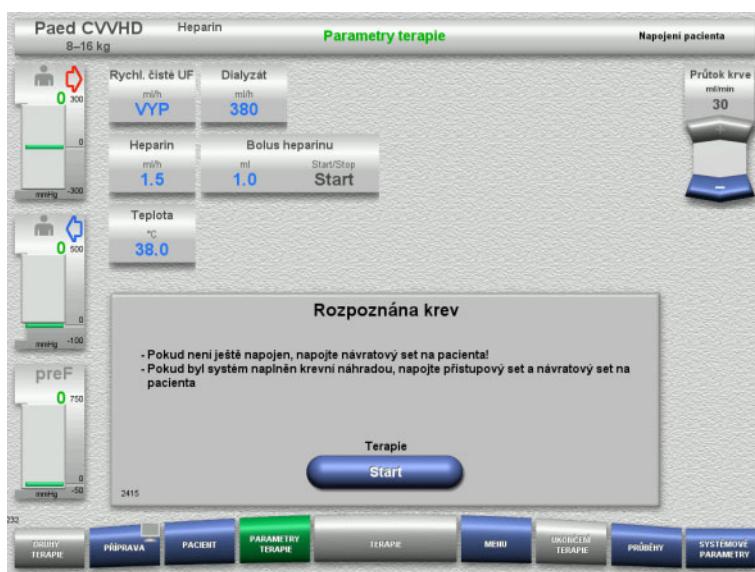 Paed CVVHD Heparin Parametry terapie Napojení pacienta
8–16 kg
0 300
0
mmHg -300
0 500
0
mmHg -100
preF
0 750
0
mmHg -50
Rychl. čisté UF Dialyzát
ml/h ml/h
VYP 380
Heparin Bolus heparinu
ml/h ml Start/Stop
1.5 1.0 Start
Teplota
°C
38.0
Průtok krve
ml/min
30
+
-
Rozpoznána krev
- Pokud není ještě napojen, napojte návratový set na pacienta!
- Pokud byl systém naplněn krevní náhradou, napojte přístupový set a návratový set na
pacienta
Terapie
Start
2415
232
DRUHY
TERAPIE
PŘÍPRAVA
PACIENT
PARAMETRY
TERAPIE
TERAPIE
MENU
UKONČENÍ
TERAPIE
PRŮBĚHY
SYSTÉMOVÉ
PARAMETRY